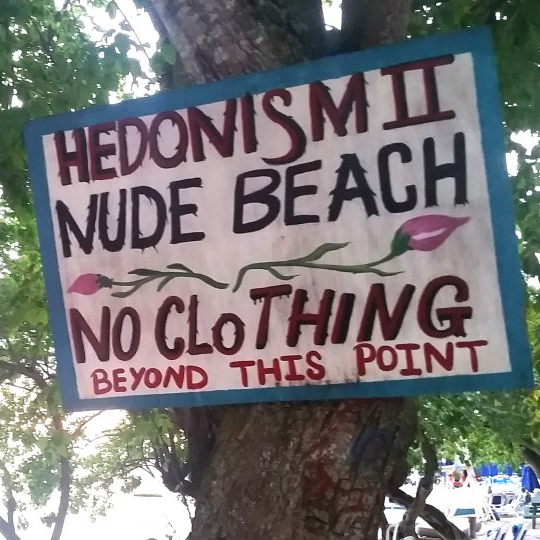 HEDONISM II
NUDE BEACH
NO CLOTHING
BEYOND THIS POINT